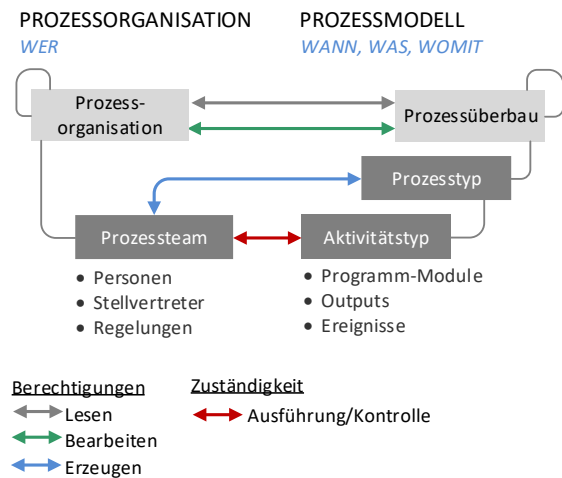 PROZESSORGANISATION
WER
PROZESSMODELL
WANN, WAS, WOMIT
Prozess-
organisation
Prozessüberbau
Prozesstyp
Prozessteam
Aktivitätstyp
• Personen
• Stellvertreter
• Regelungen
• Programm-Module
• Outputs
• Ereignisse
Berechtigungen
Lesen
Bearbeiten
Erzeugen
Zuständigkeit
Ausführung/Kontrolle